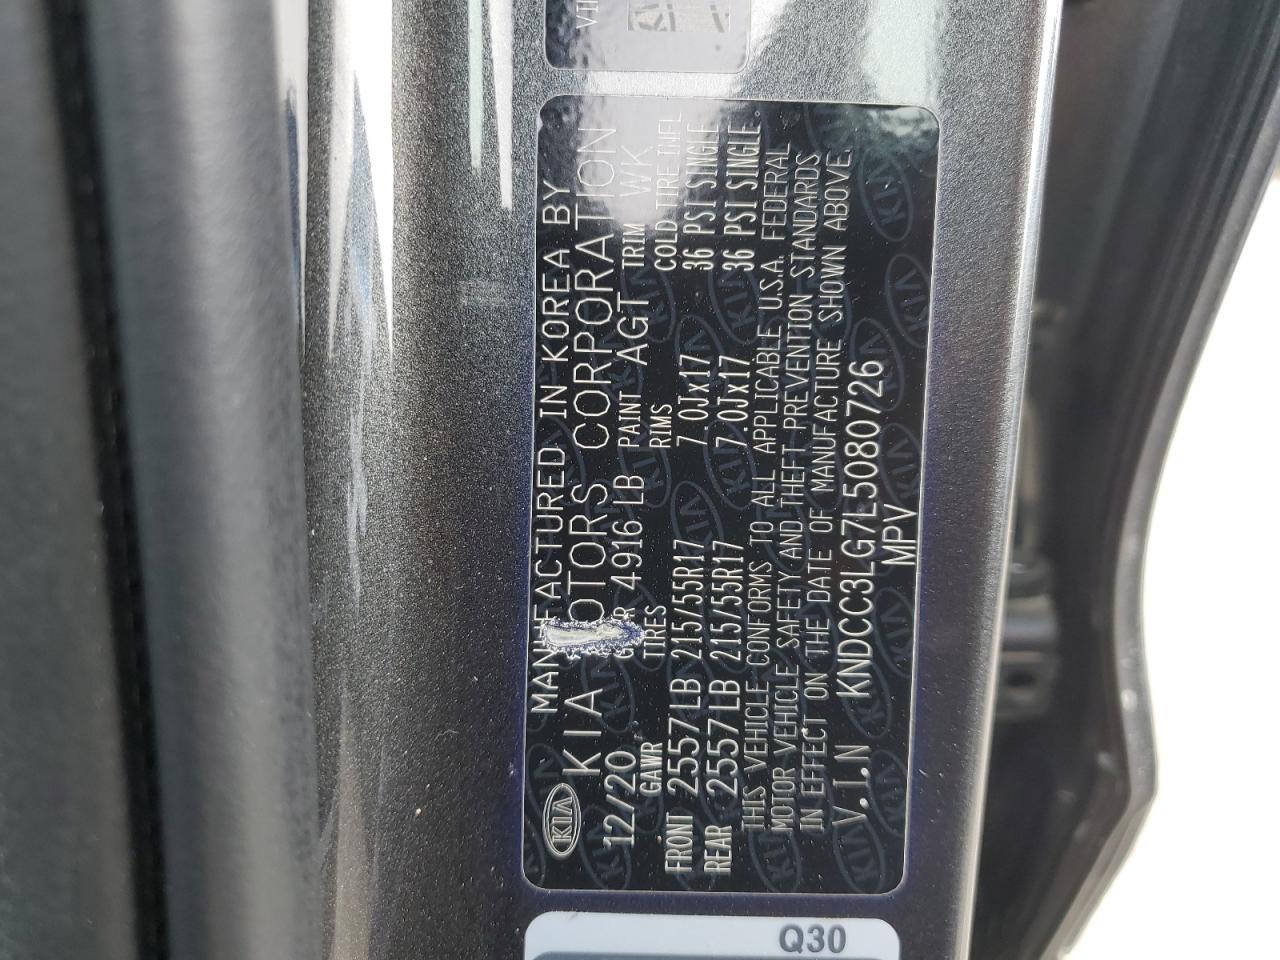 VI
KIA
MANUFACTURED IN KOREA BY
KIA MOTORS CORPORATION
12/20 GVWR 4916 LB PAINT AGT TRIM WK
GAWR TIRES RIMS COLD TIRE INFL
FRONT 2557LB 215/55R17 7.0Jx17 36 PSI SINGLE
REAR 2557LB 215/55R17 7.0Jx17 36 PSI SINGLE
THIS VEHICLE CONFORMS TO ALL APPLICABLE U.S.A. FEDERAL
MOTOR VEHICLE SAFETY AND THEFT PREVENTION STANDARDS
IN EFFECT ON THE DATE OF MANUFACTURE SHOWN ABOVE.
V.I.N KNDCC3LG7L5080726
MPV
Q30